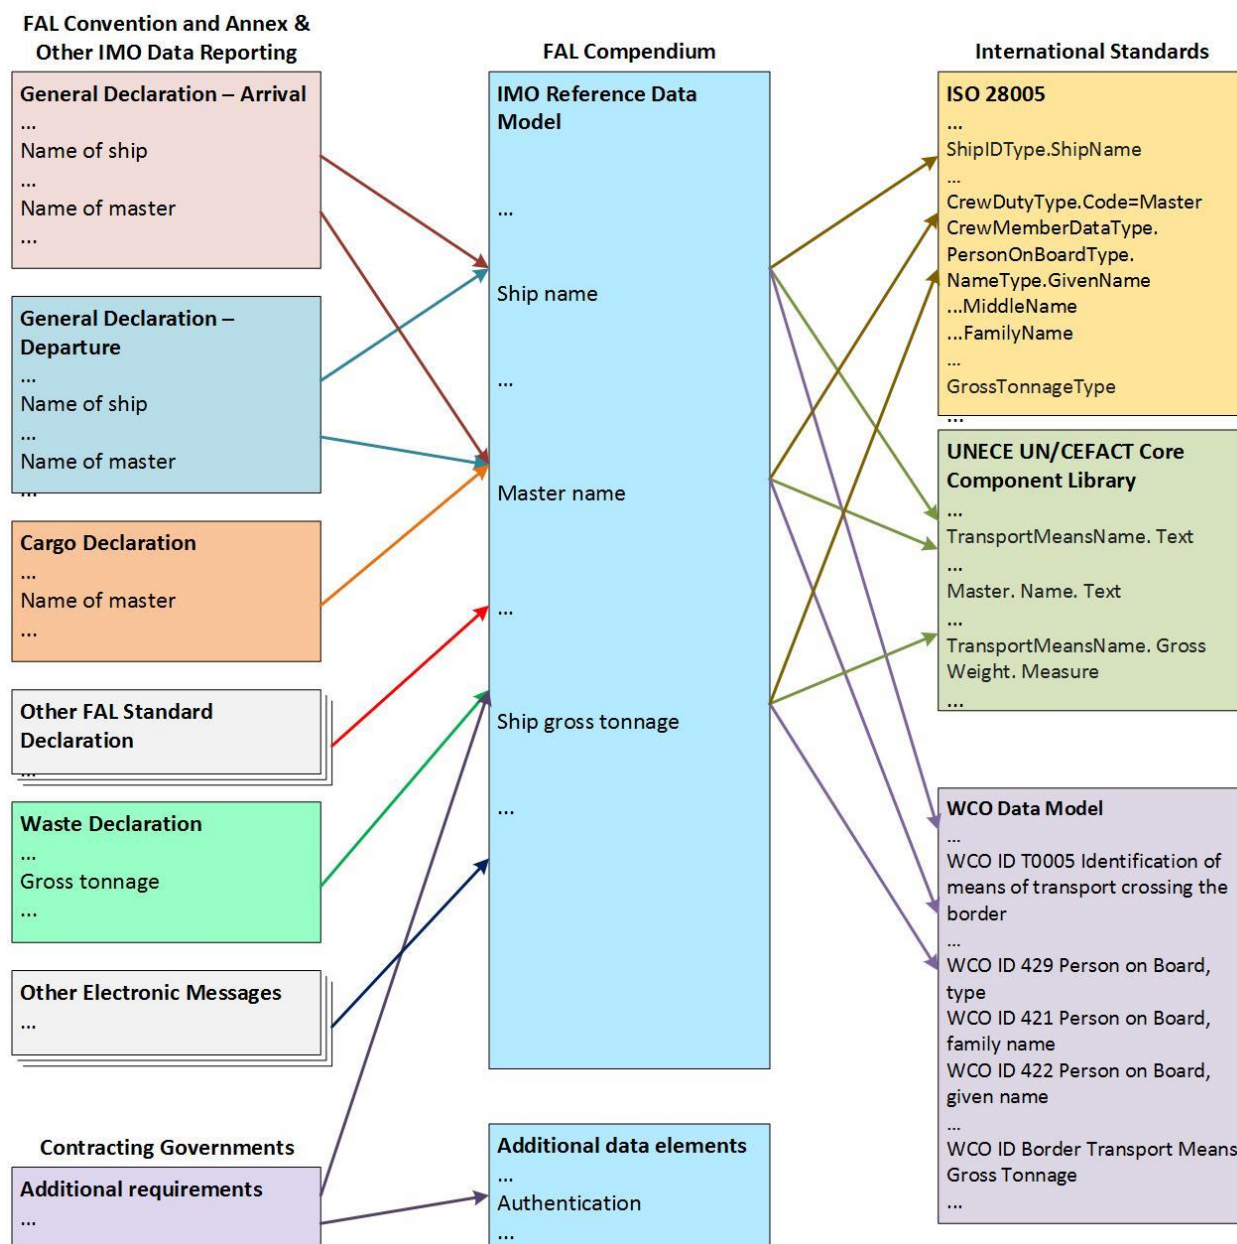 FAL Convention and Annex &
Other IMO Data Reporting
General Declaration – Arrival
...
Name of ship
...
Name of master
...
General Declaration –
Departure
...
Name of ship
...
Name of master
...
Cargo Declaration
...
Name of master
...
Other FAL Standard
Declaration
...
Waste Declaration
...
Gross tonnage
...
Other Electronic Messages
...
Contracting Governments
Additional requirements
...
FAL Compendium
IMO Reference Data
Model
...
Ship name
...
Master name
...
Ship gross tonnage
...
Additional data elements
...
Authentication
...
International Standards
ISO 28005
...
ShipIDType.ShipName
...
CrewDutyType.Code=Master
CrewMemberDataType.
PersonOnBoardType.
NameType.GivenName
...MiddleName
...FamilyName
...
GrossTonnageType
...
UNECE UN/CEFACT Core
Component Library
...
TransportMeansName. Text
...
Master. Name. Text
...
TransportMeansName. Gross
Weight. Measure
...
WCO Data Model
...
WCO ID T0005 Identification of
means of transport crossing the
border
...
WCO ID 429 Person on Board,
type
WCO ID 421 Person on Board,
family name
WCO ID 422 Person on Board,
given name
...
WCO ID Border Transport Means
Gross Tonnage
...